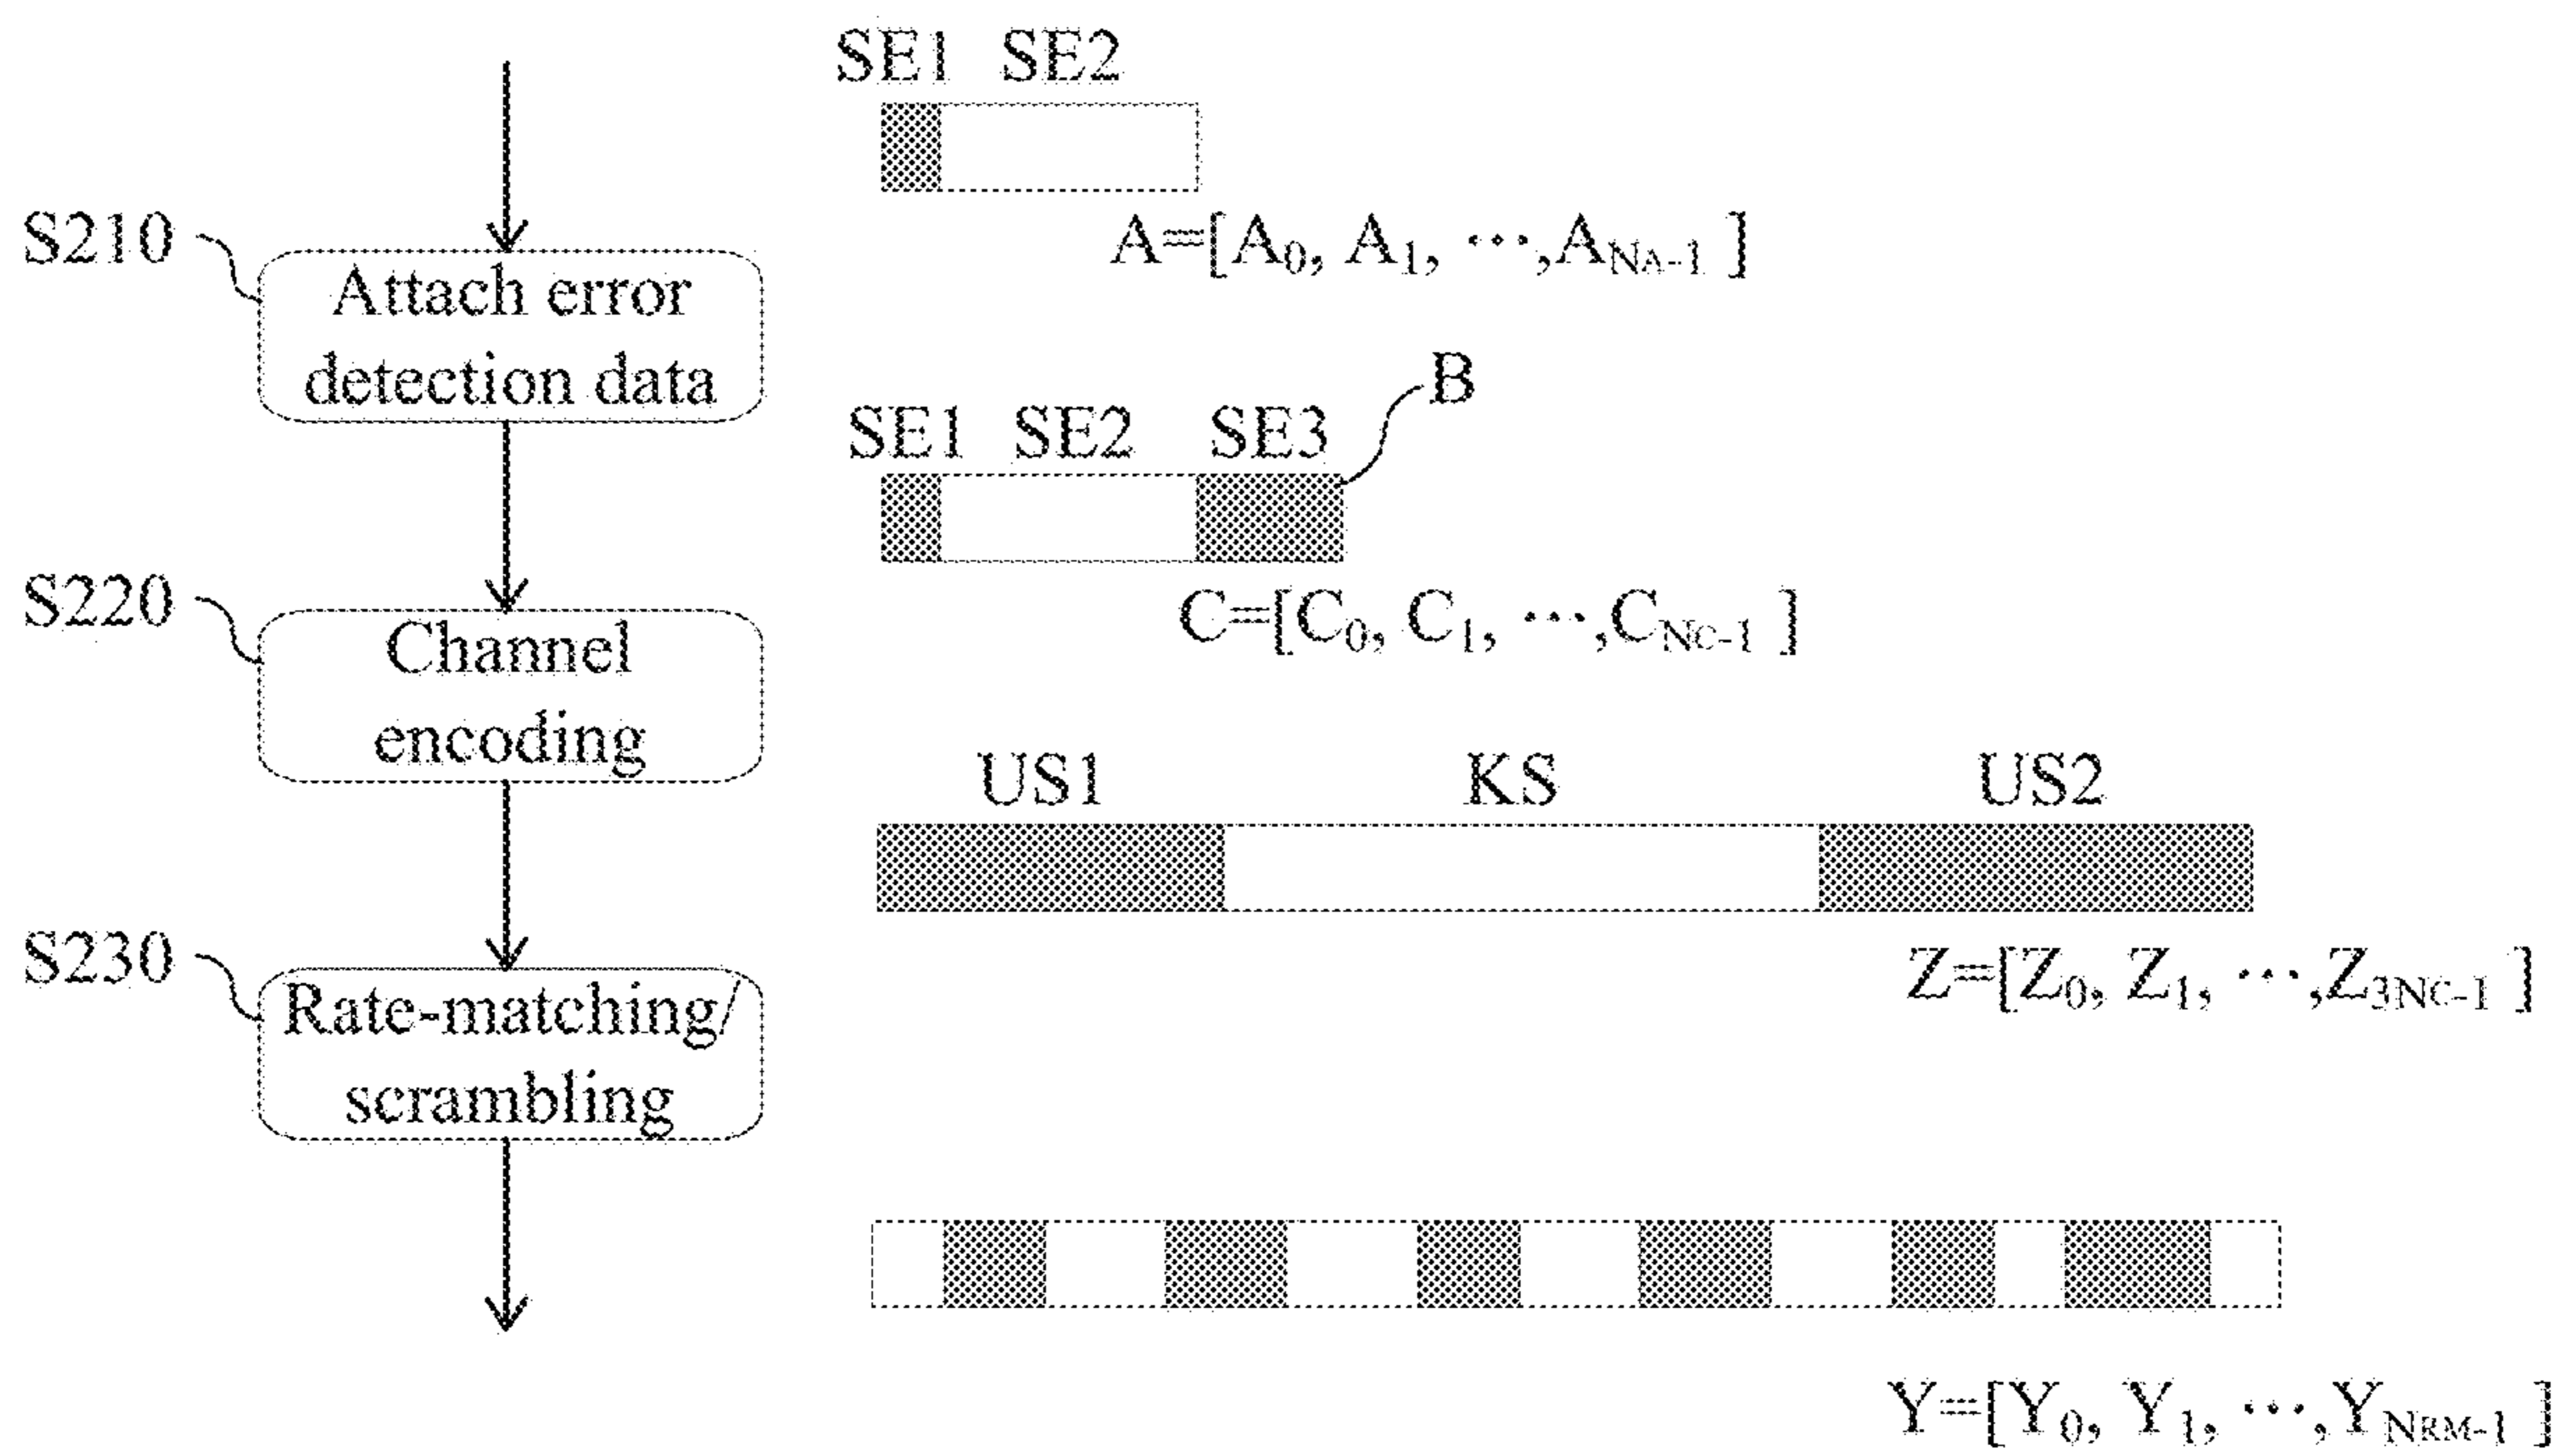 SE1 SE2
A=[A0, A1, ⋯,ANA-1 ]
S210
Attach error
detection data
B
SE1 SE2 SE3
C=[C0, C1, ⋯,CNC-1 ]
S220
Channel
encoding
US1 KS US2
Z=[Z0, Z1, ⋯,Z3NC-1 ]
S230
Rate-matching/
scrambling
Y=[Y0, Y1, ⋯,YNRM-1 ]